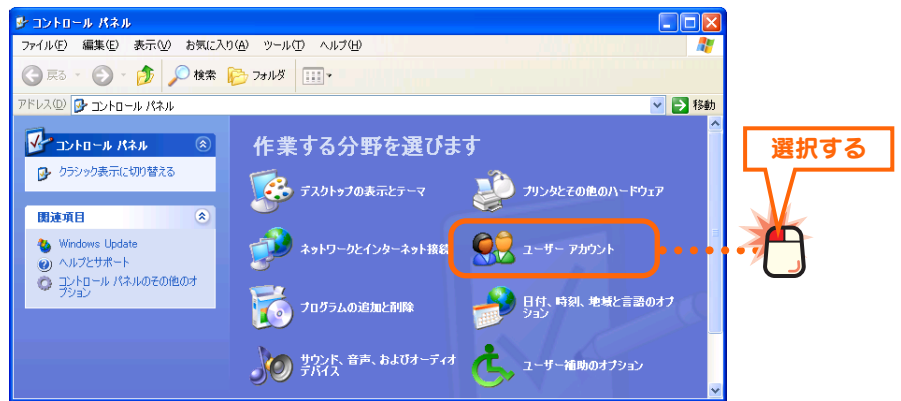 コントロール パネル
ファイル(F) 編集(E) 表示(V) お気に入り(A) ツール(T) ヘルプ(H)
戻る 検索 フォルダ
アドレス(D) コントロール パネル 移動
コントロール パネル
クラシック表示に切り替える
関連項目
Windows Update
ヘルプとサポート
コントロール パネルのその他のオ
プション
作業する分野を選びます
デスクトップの表示とテーマ
プリンタとその他のハードウェア
ネットワークとインターネット接続
ユーザー アカウント
プログラムの追加と削除
日付、時刻、地域と言語のオプ
ション
サウンド、音声、およびオーディオ
デバイス
ユーザー補助のオプション
選択する